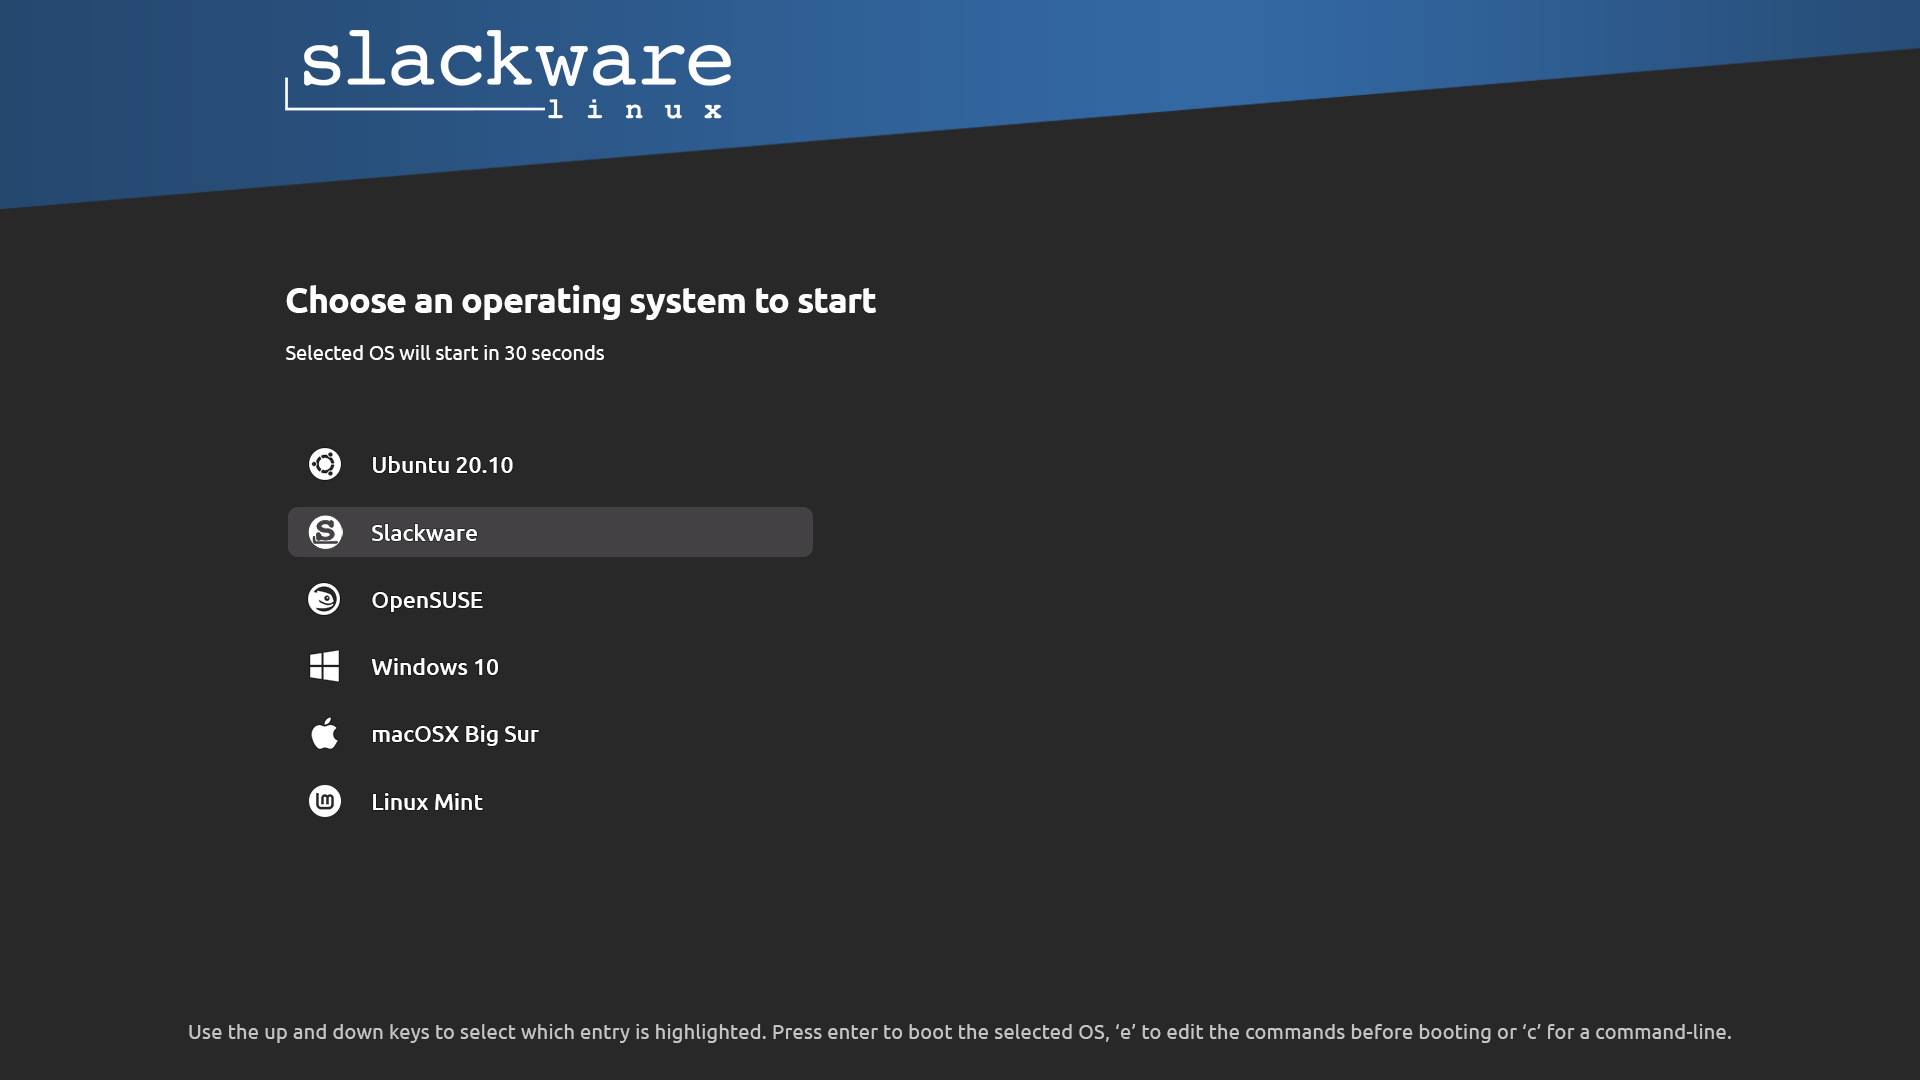 slackware
linux
Choose an operating system to start
Selected OS will start in 30 seconds
Ubuntu 20.10
Slackware
OpenSUSE
Windows 10
macOSX Big Sur
Linux Mint
Use the up and down keys to select which entry is highlighted. Press enter to boot the selected OS, ‘e’ to edit the commands before booting or ‘c’ for a command-line.